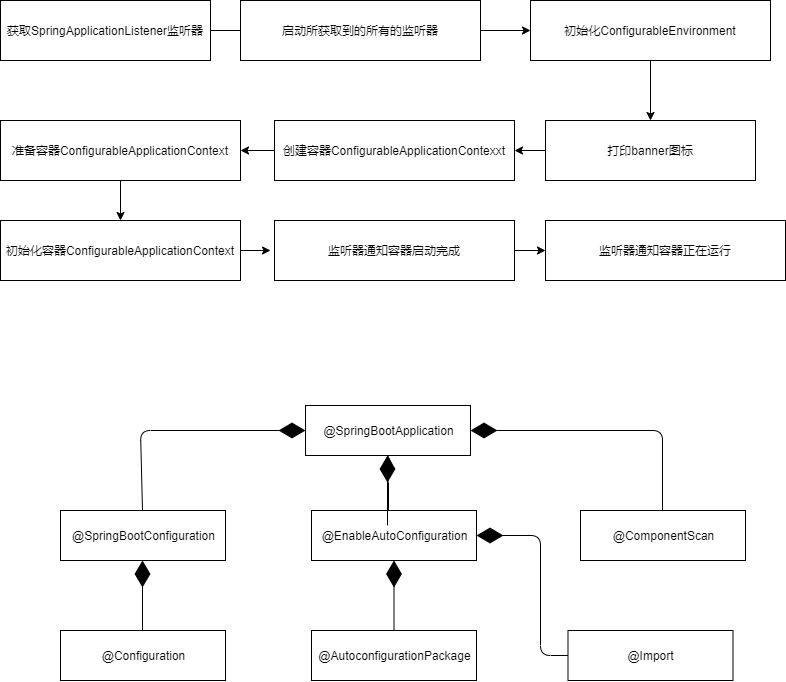 获取SpringApplicationListener监听器
启动所获取到的所有的监听器
初始化ConfigurableEnvironment
准备容器ConfigurableApplicationContext
创建容器ConfigurableApplicationContexxt
打印banner图标
初始化容器ConfigurableApplicationContext
监听器通知容器启动完成
监听器通知容器正在运行
@SpringBootApplication
@SpringBootConfiguration
@EnableAutoConfiguration
@ComponentScan
@Configuration
@AutoconfigurationPackage
@Import